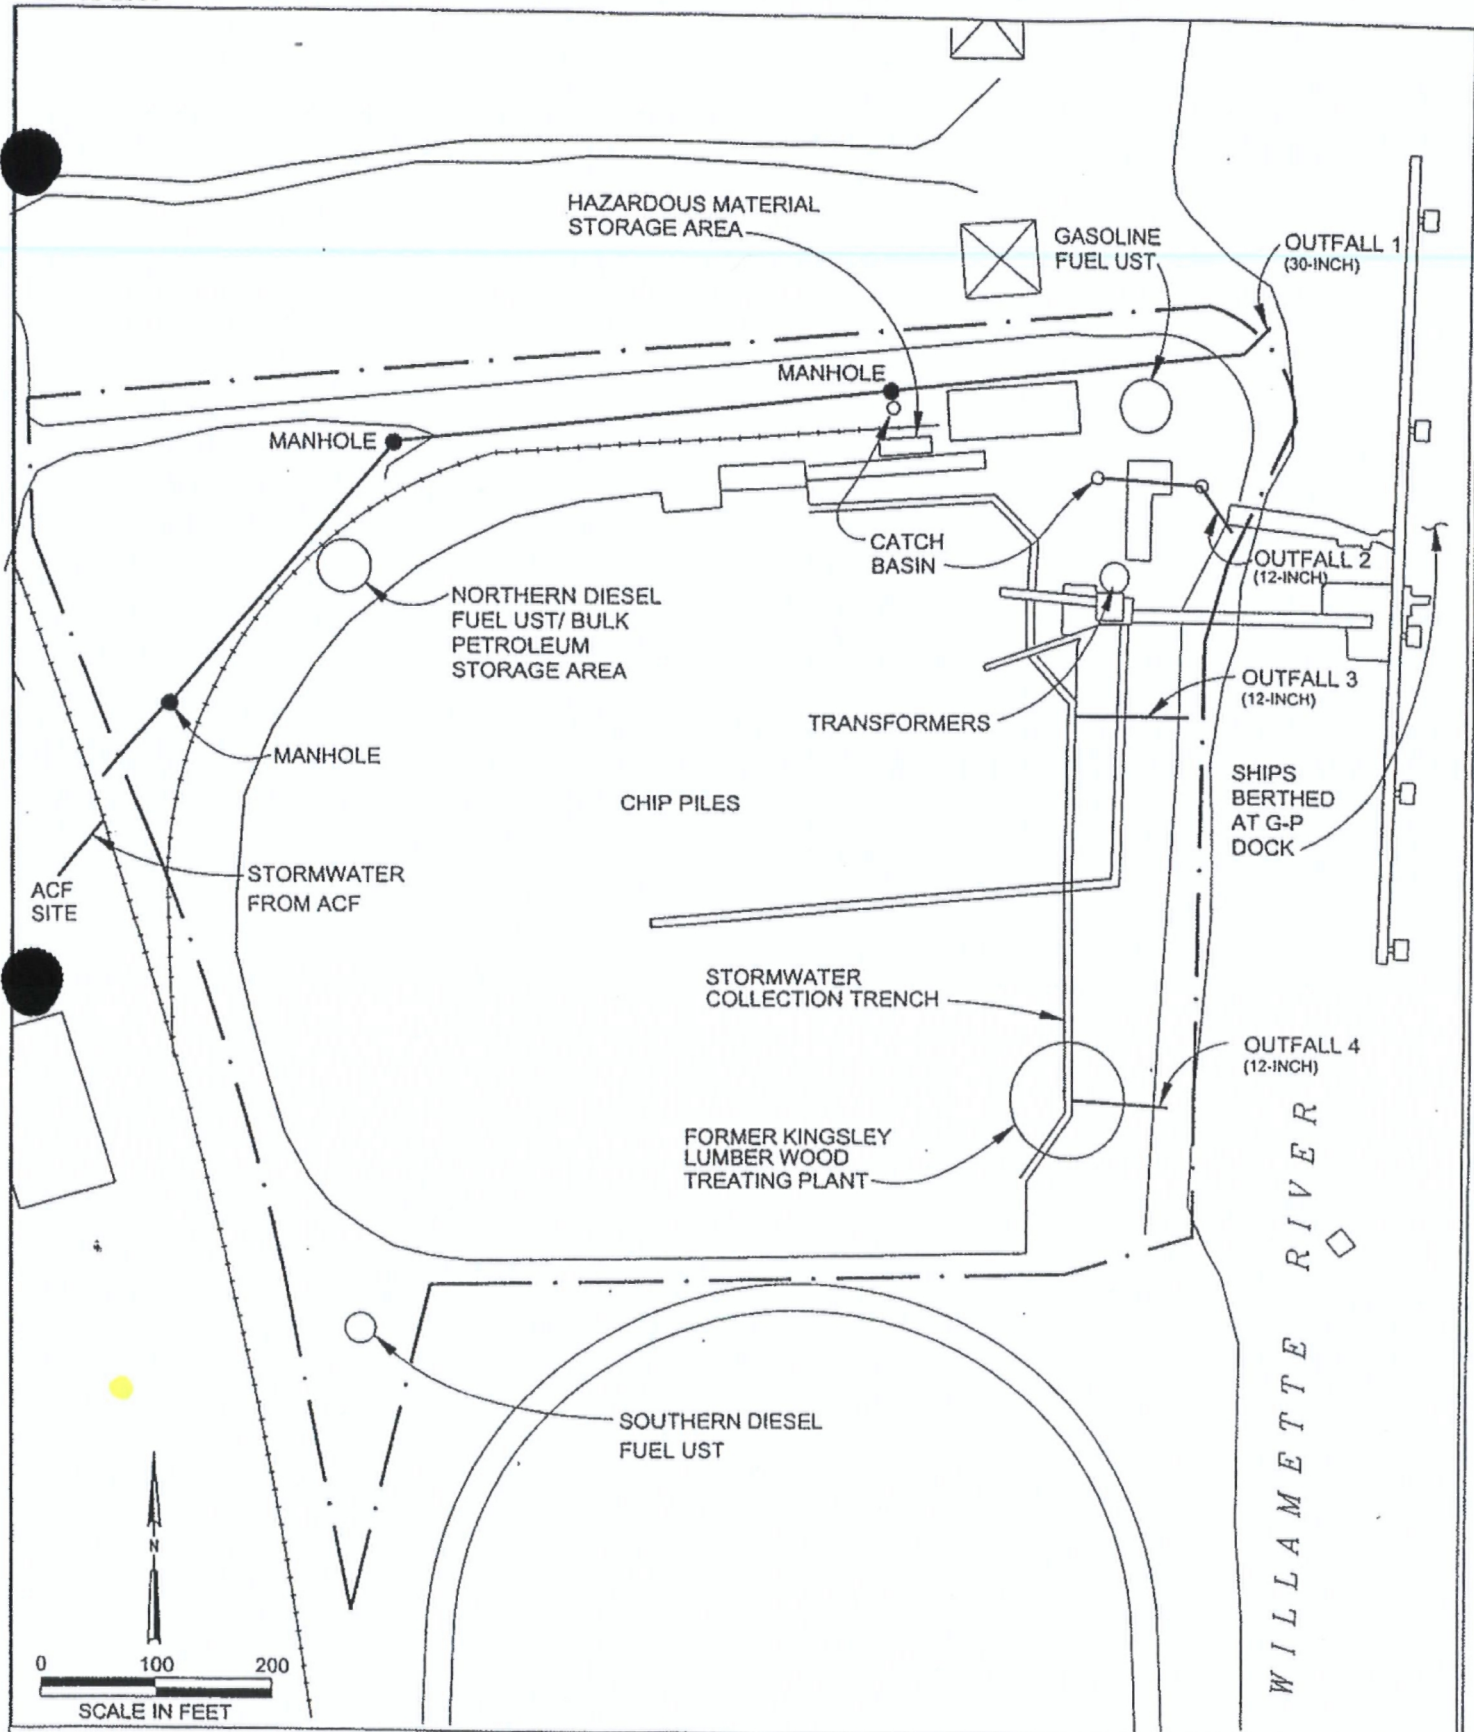 HAZARDOUS MATERIAL
STORAGE AREA
GASOLINE
FUEL UST
OUTFALL 1
(30-INCH)
MANHOLE
MANHOLE
CATCH
BASIN
OUTFALL 2
(12-INCH)
NORTHERN DIESEL
FUEL UST/ BULK
PETROLEUM
STORAGE AREA
OUTFALL 3
(12-INCH)
TRANSFORMERS
MANHOLE
CHIP PILES
SHIPS
BERTHED
AT G-P
DOCK
STORMWATER
FROM ACF
ACF
SITE
STORMWATER
COLLECTION TRENCH
OUTFALL 4
(12-INCH)
FORMER KINGSLEY
LUMBER WOOD
TREATING PLANT
WILLAMETTE RIVER
SOUTHERN DIESEL
FUEL UST
N
0 100 200
SCALE IN FEET